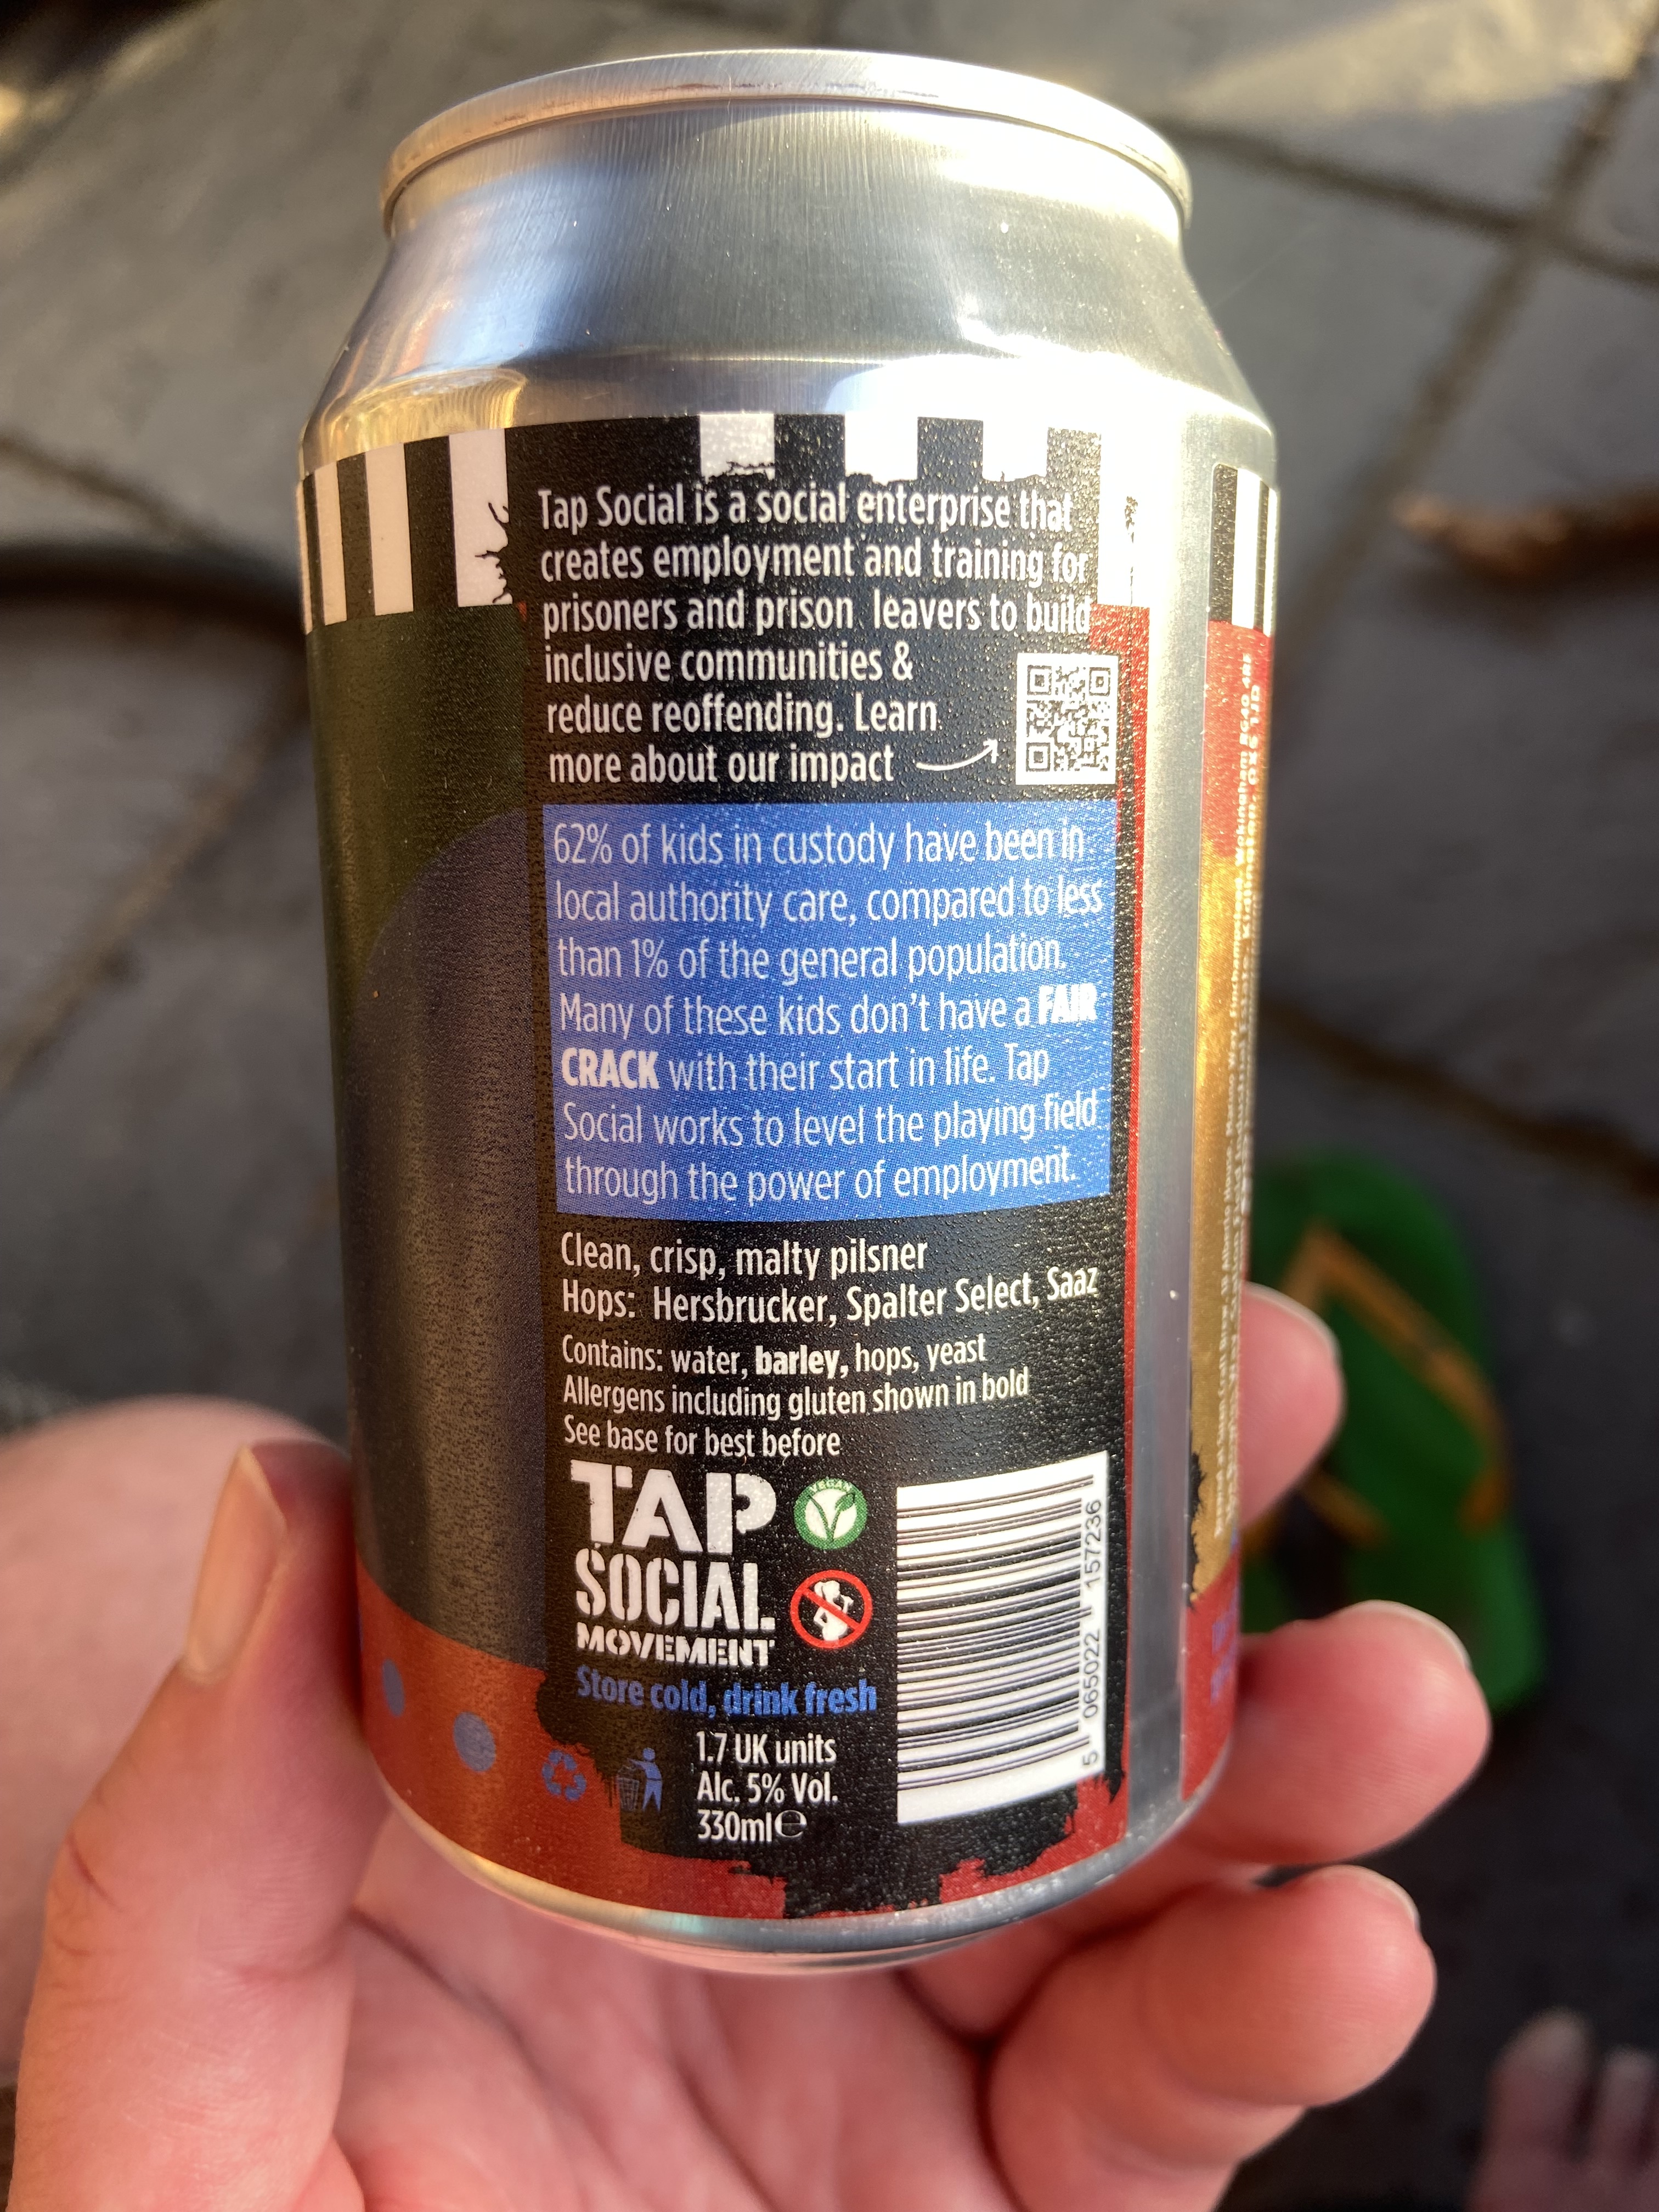 Tap Social is a social enterprise that
creates employment and training for
prisoners and prison leavers to build
inclusive communities &
reduce reoffending. Learn
more about our impact
62% of kids in custody have been in
local authority care, compared to less
than 1% of the general population.
Many of these kids don't have a FAIR
CRACK with their start in life. Tap
Social works to level the playing field
through the power of employment.
Clean, crisp, malty pilsner
Hops: Hersbrucker, Spalter Select, Saaz
Contains: water, barley, hops, yeast
Allergens including gluten shown in bold
See base for best before
TAP
SOCIAL
MOVEMENT
VEGAN
Store cold, drink fresh
1.7 UK units
Alc. 5% Vol.
330ml℮
5 065022 157236